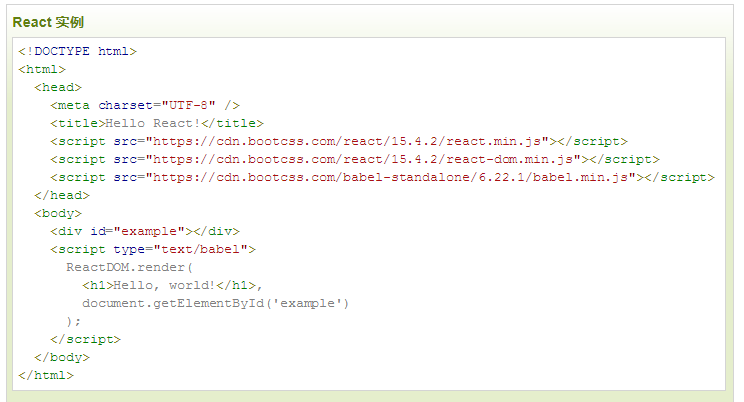 React 实例
<!DOCTYPE html>
<html>
  <head>
    <meta charset="UTF-8" />
    <title>Hello React!</title>
    <script src="https://cdn.bootcss.com/react/15.4.2/react.min.js"></script>
    <script src="https://cdn.bootcss.com/react/15.4.2/react-dom.min.js"></script>
    <script src="https://cdn.bootcss.com/babel-standalone/6.22.1/babel.min.js"></script>
  </head>
  <body>
    <div id="example"></div>
    <script type="text/babel">
      ReactDOM.render(
        <h1>Hello, world!</h1>,
        document.getElementById('example')
      );
    </script>
  </body>
</html>